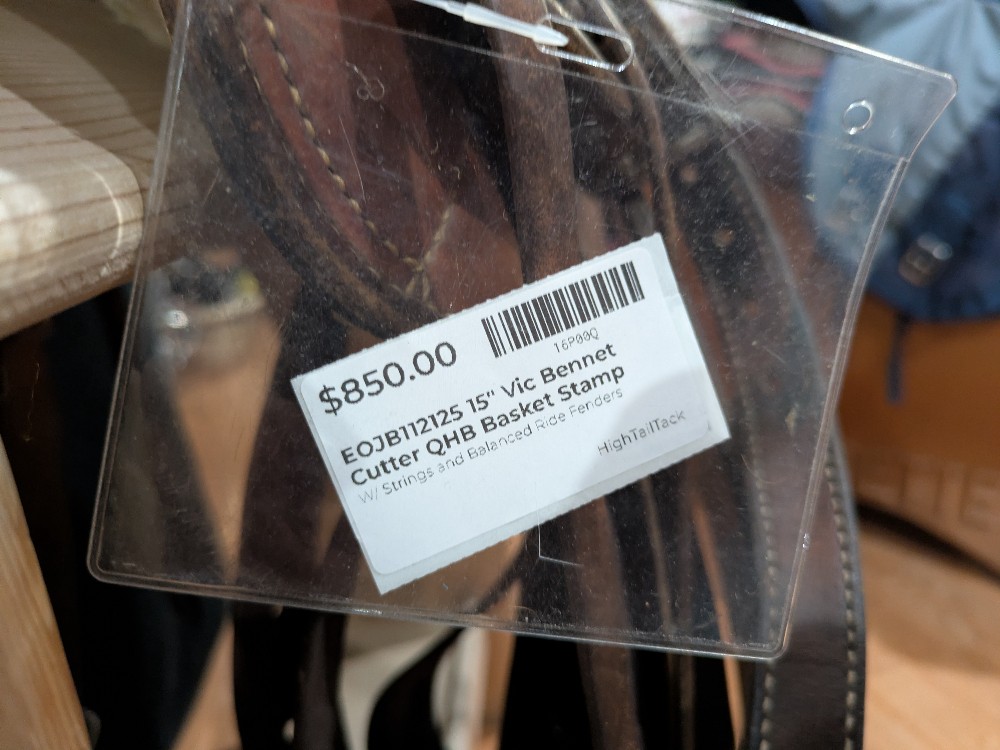 $850.00
16P00Q
EOJB112125 15" Vic Bennet
Cutter QHB Basket Stamp
W/ Strings and Balanced Ride Fenders
HighTailTack